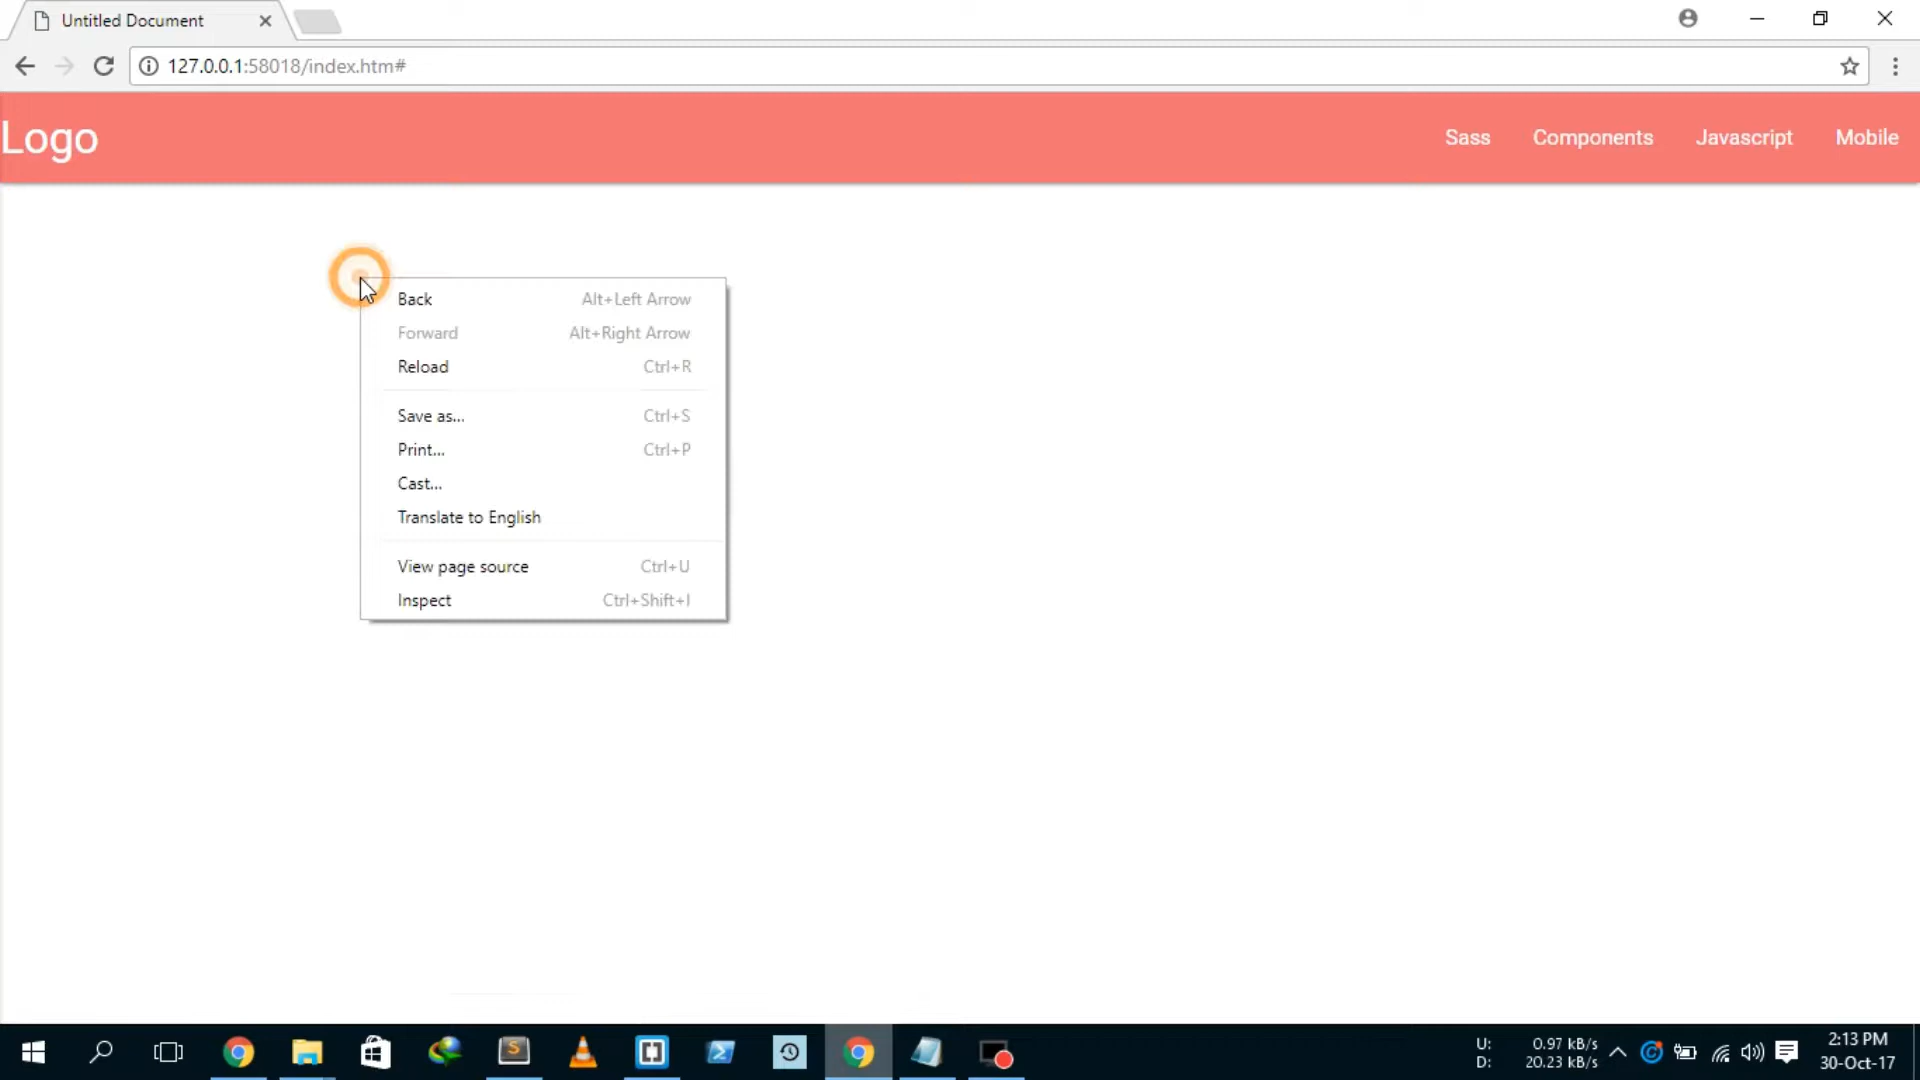 Untitled Document
127.0.0.1:58018/index.htm#
Logo Sass Components Javascript Mobile
Back Alt+Left Arrow
Forward Alt+Right Arrow
Reload Ctrl+R
Save as... Ctrl+S
Print... Ctrl+P
Cast...
Translate to English
View page source Ctrl+U
Inspect Ctrl+Shift+I
U: 0.97 kB/s
D: 20.23 kB/s
2:13 PM
30-Oct-17